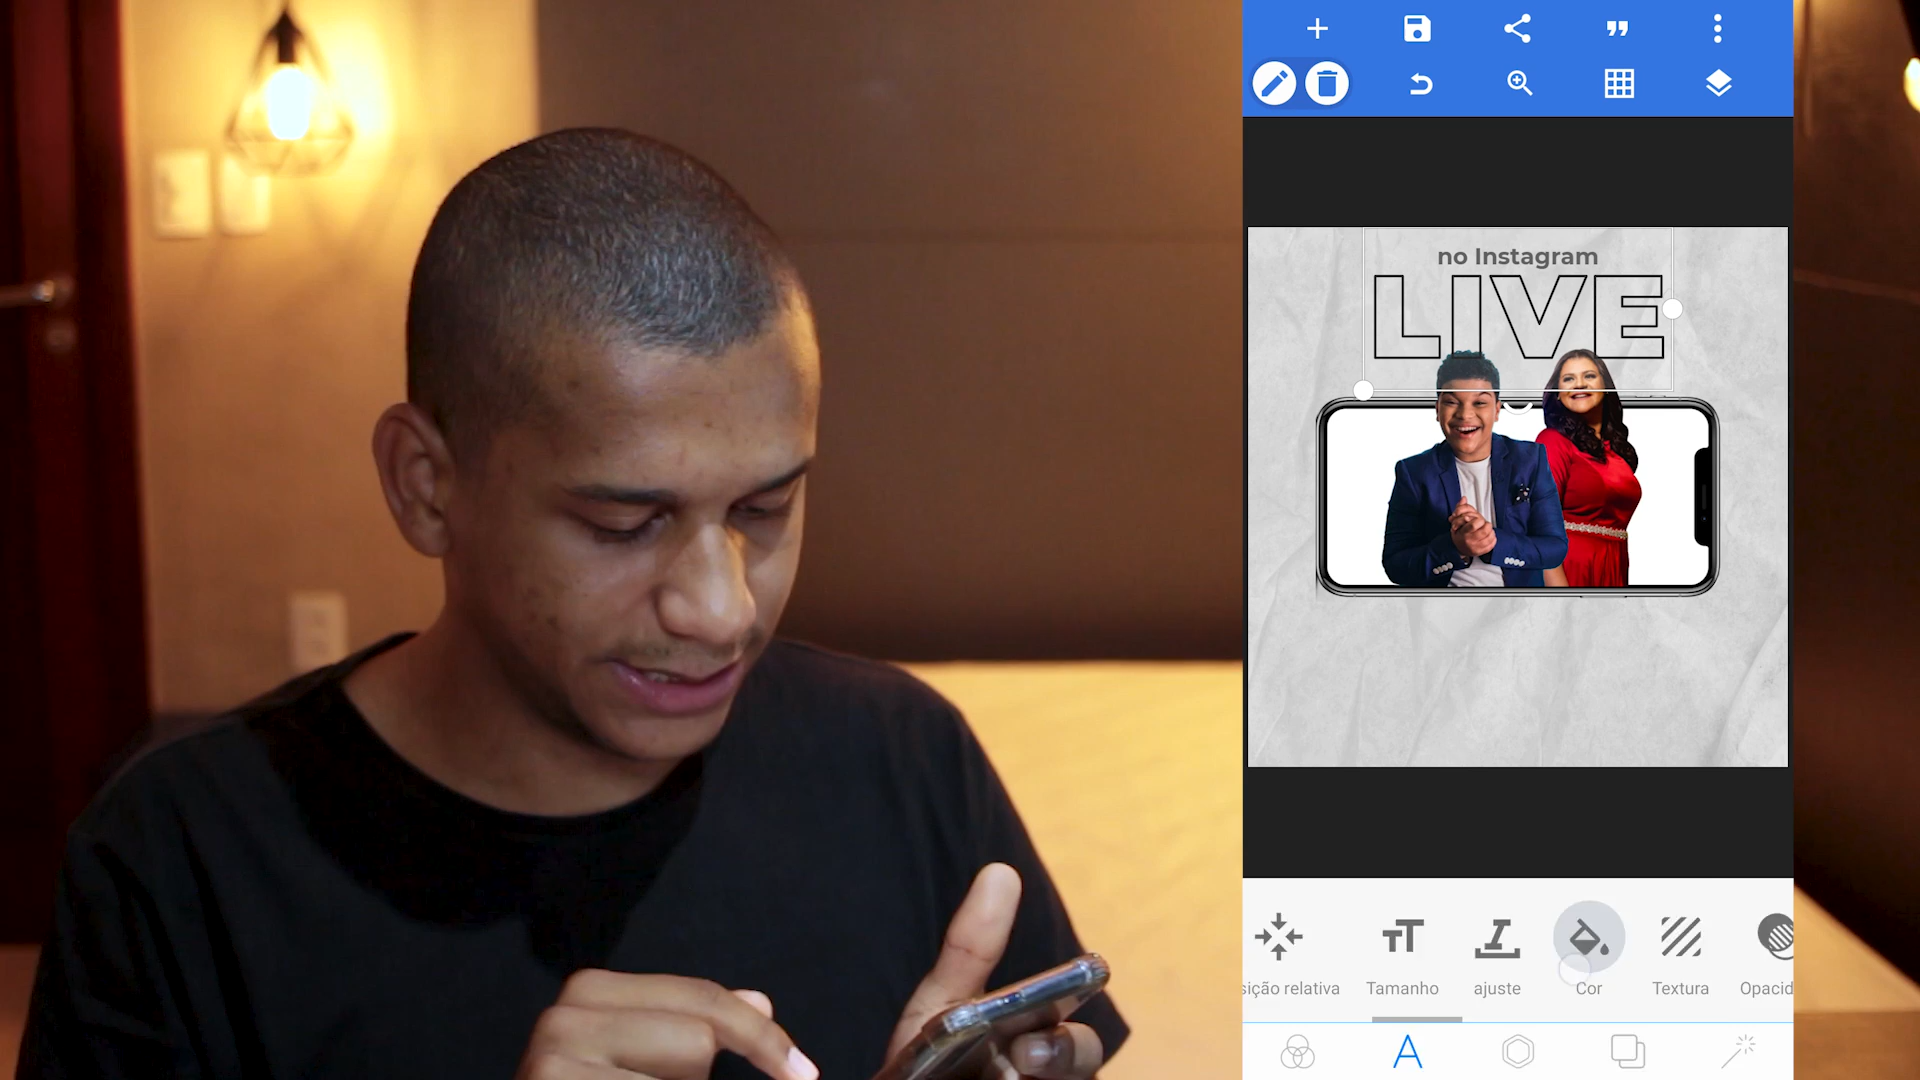 no Instagram
LIVE
sição relativa
Tamanho
ajuste
Cor
Textura
Opacid